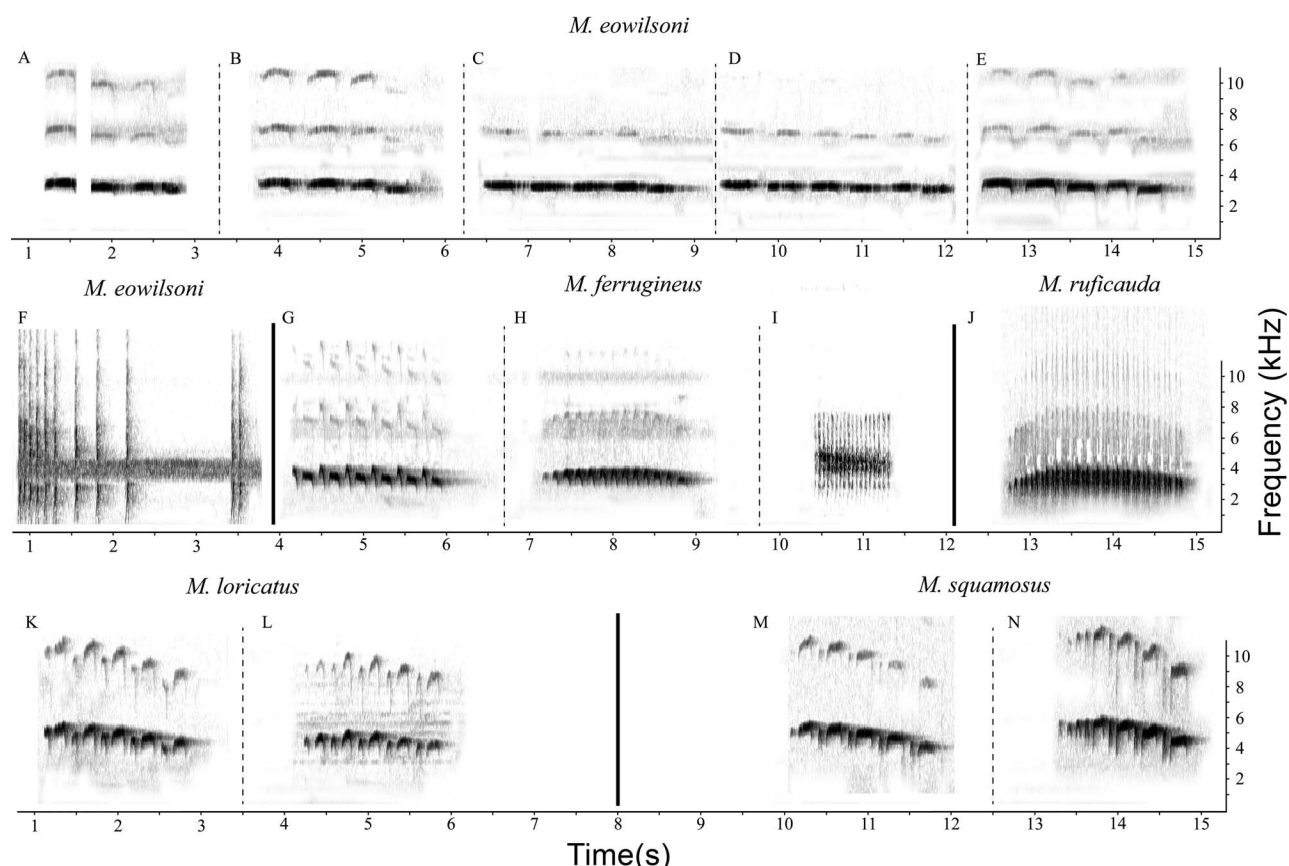 M. eowilsoni
A B C D E
10
8
6
4
2
1 2 3 4 5 6 7 8 9 10 11 12 13 14 15
M. eowilsoni M. ferrugineus M. ruficauda
F G H I J
10
8
6
4
2
Frequency (kHz)
1 2 3 4 5 6 7 8 9 10 11 12 13 14 15
M. loricatus M. squamosus
K L M N
10
8
6
4
2
1 2 3 4 5 6 7 8 9 10 11 12 13 14 15
Time(s)